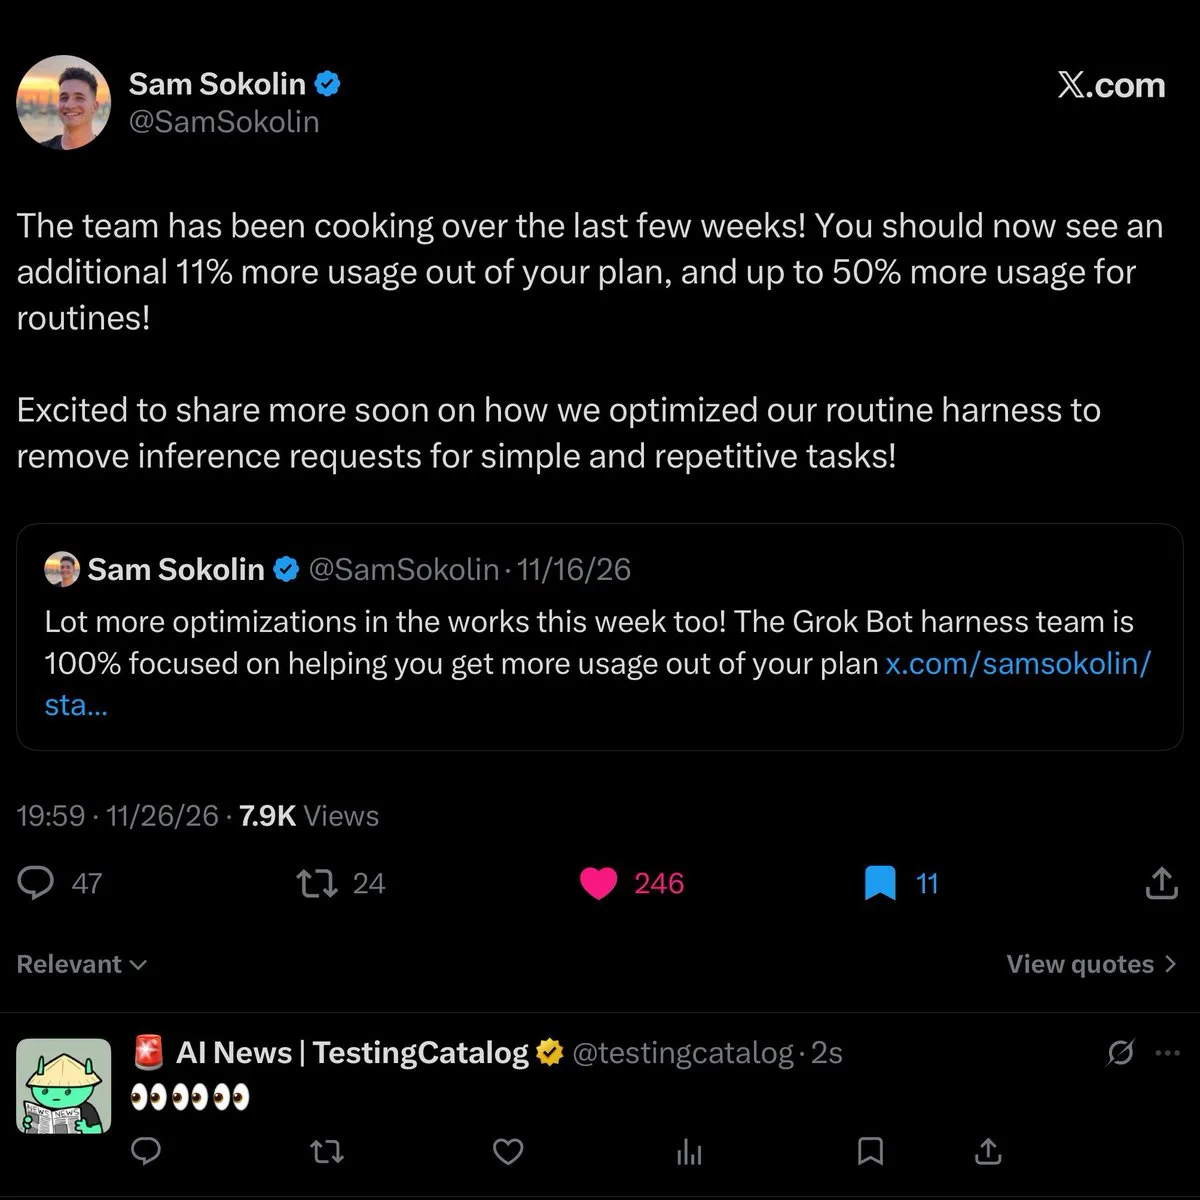 Sam Sokolin
X.com
@SamSokolin
The team has been cooking over the last few weeks! You should now see an
additional 11% more usage out of your plan, and up to 50% more usage for
routines!
Excited to share more soon on how we optimized our routine harness to
remove inference requests for simple and repetitive tasks!
Sam Sokolin @SamSokolin · 11/16/26
Lot more optimizations in the works this week too! The Grok Bot harness team is
100% focused on helping you get more usage out of your plan x.com/samsokolin/
sta...
19:59 · 11/26/26 · 7.9K Views
47 24 246 11
Relevant View quotes
🚨 AI News | TestingCatalog @testingcatalog · 2s
👀👀👀
NEWS NEWS